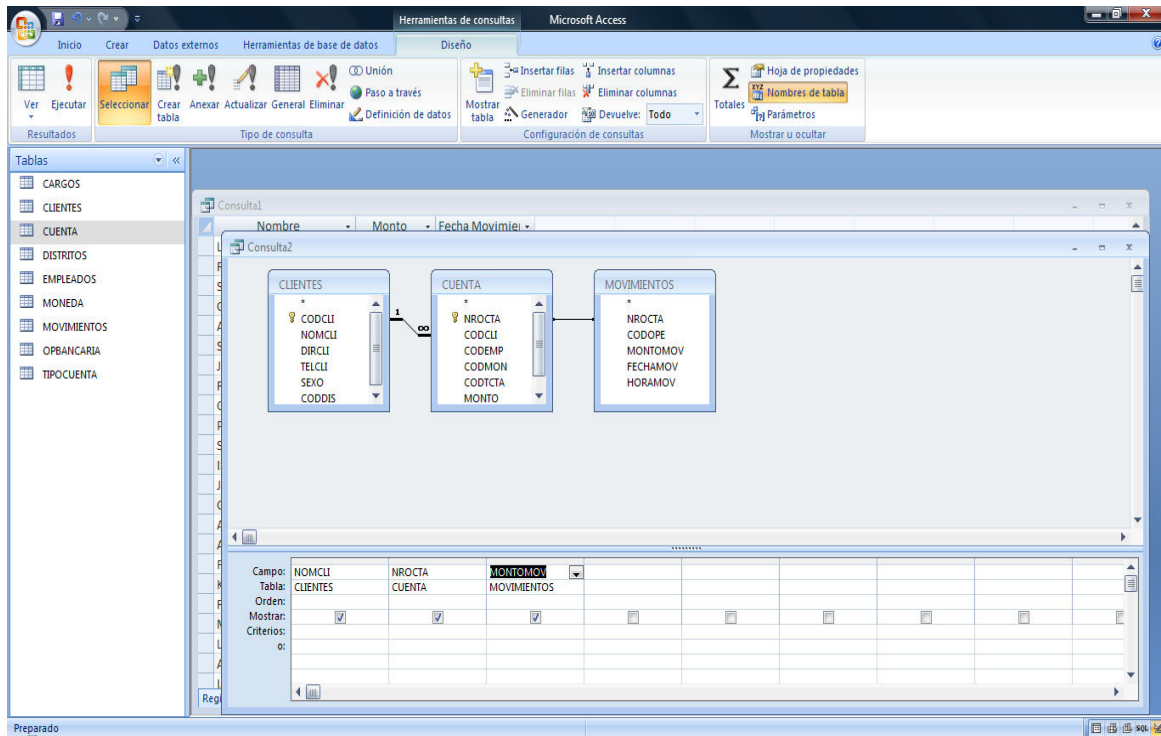 Herramientas de consultas Microsoft Access
Inicio Crear Datos externos Herramientas de base de datos Diseño
Ver Ejecutar Seleccionar Crear tabla Anexar Actualizar General Eliminar
Unión
Paso a través
Definición de datos
Mostrar tabla
Insertar filas Insertar columnas
Eliminar filas Eliminar columnas
Generador Devuelve: Todo
Σ Totales
Hoja de propiedades
XYZ Nombres de tabla
[?] Parámetros
Resultados Tipo de consulta Configuración de consultas Mostrar u ocultar
Tablas «
CARGOS
CLIENTES
CUENTA
DISTRITOS
EMPLEADOS
MONEDA
MOVIMIENTOS
OPBANCARIA
TIPOCUENTA
Consulta1
Nombre Monto Fecha Movimie
Consulta2
CLIENTES
*
CODCLI
NOMCLI
DIRCLI
TELCLI
SEXO
CODDIS
1 ∞
CUENTA
*
NROCTA
CODCLI
CODEMP
CODMON
CODTCTA
MONTO
MOVIMIENTOS
*
NROCTA
CODOPE
MONTOMOV
FECHAMOV
HORAMOV
Campo: NOMCLI NROCTA MONTOMOV
Tabla: CLIENTES CUENTA MOVIMIENTOS
Orden:
Mostrar:
Criterios:
o:
Regi
Preparado SQL